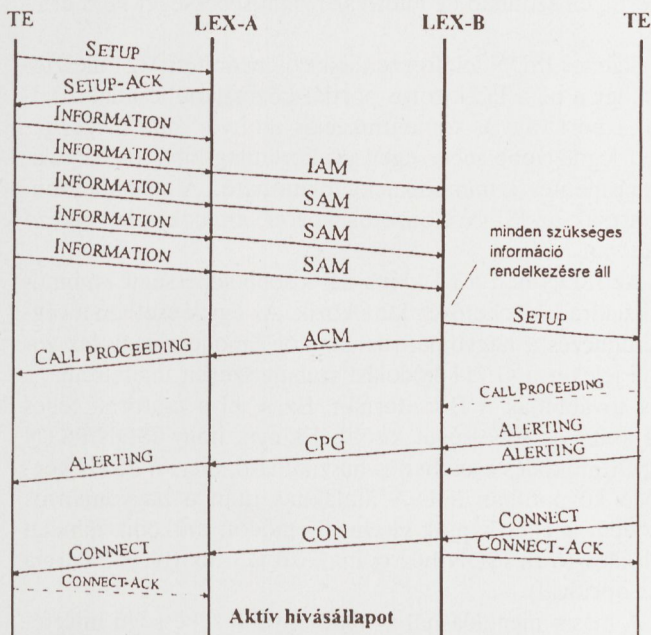 TE LEX-A LEX-B TE
SETUP
SETUP-ACK
INFORMATION
INFORMATION IAM
INFORMATION SAM
INFORMATION SAM
INFORMATION SAM
minden szükséges
információ
rendelkezésre áll
SETUP
CALL PROCEEDING ACM
CALL PROCEEDING
ALERTING
ALERTING CPG ALERTING
CONNECT
CONNECT CON CONNECT-ACK
CONNECT-ACK
Aktív hívásállapot